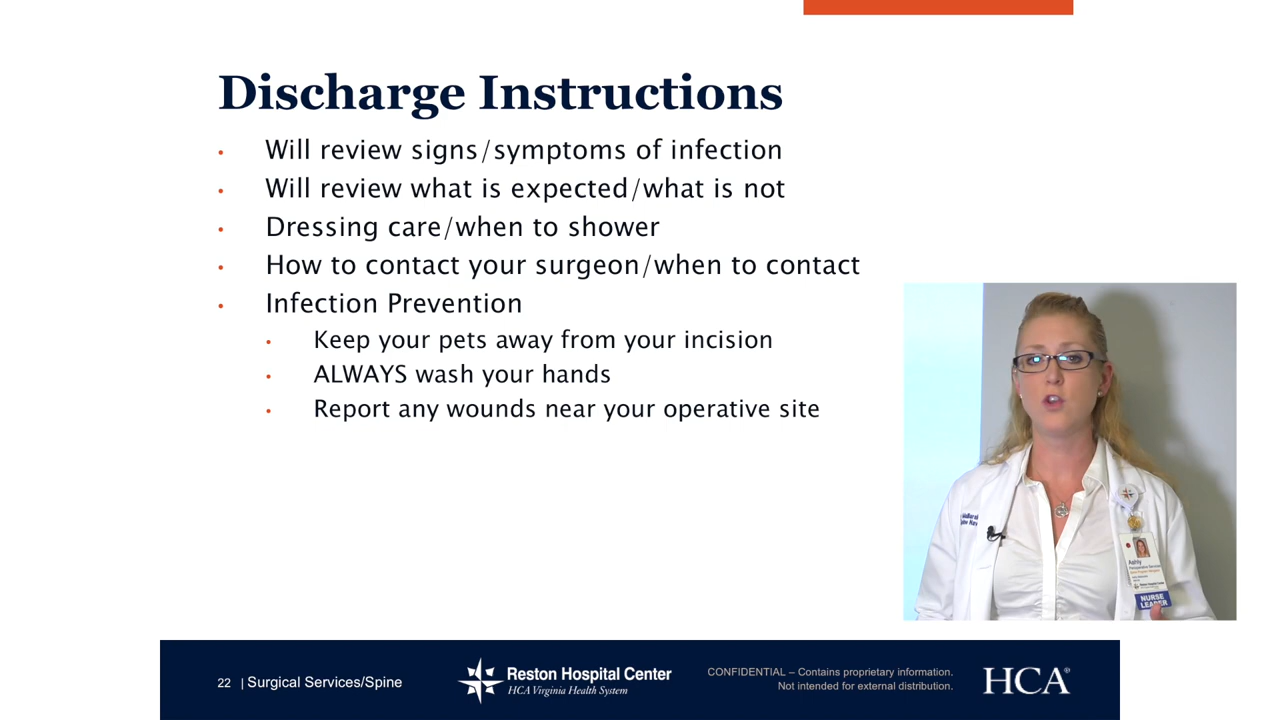 Discharge Instructions
• Will review signs/symptoms of infection
• Will review what is expected/what is not
• Dressing care/when to shower
• How to contact your surgeon/when to contact
• Infection Prevention
• Keep your pets away from your incision
• ALWAYS wash your hands
• Report any wounds near your operative site
Ashly
NURSE
LEADER
22 | Surgical Services/Spine
Reston Hospital Center
HCA Virginia Health System
CONFIDENTIAL – Contains proprietary information.
Not intended for external distribution.
HCA®